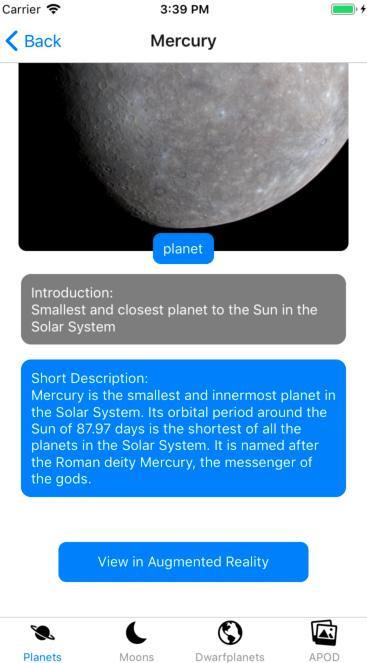 Carrier 3:39 PM
Back Mercury
planet
Introduction:
Smallest and closest planet to the Sun in the
Solar System
Short Description:
Mercury is the smallest and innermost planet in
the Solar System. Its orbital period around the
Sun of 87.97 days is the shortest of all the
planets in the Solar System. It is named after
the Roman deity Mercury, the messenger of
the gods.
View in Augmented Reality
Planets Moons Dwarfplanets APOD